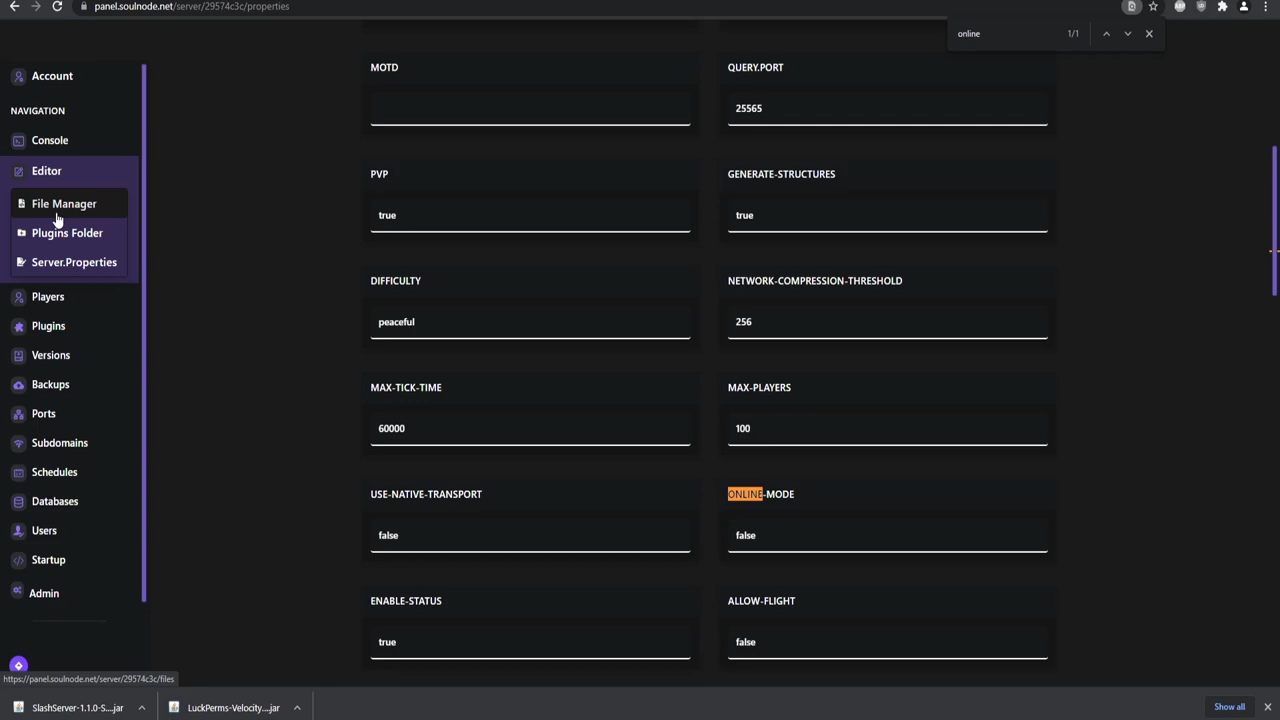 panel.soulnode.net/server/29574c3c/properties
online
1/1
Account
NAVIGATION
Console
Editor
File Manager
Plugins Folder
Server.Properties
Players
Plugins
Versions
Backups
Ports
Subdomains
Schedules
Databases
Users
Startup
Admin
MOTD
QUERY.PORT
25565
PVP
true
GENERATE-STRUCTURES
true
DIFFICULTY
peaceful
NETWORK-COMPRESSION-THRESHOLD
256
MAX-TICK-TIME
60000
MAX-PLAYERS
100
USE-NATIVE-TRANSPORT
false
ONLINE-MODE
false
ENABLE-STATUS
true
ALLOW-FLIGHT
false
https://panel.soulnode.net/server/29574c3c/files
SlashServer-1.1.0-S....jar
LuckPerms-Velocity....jar
Show all